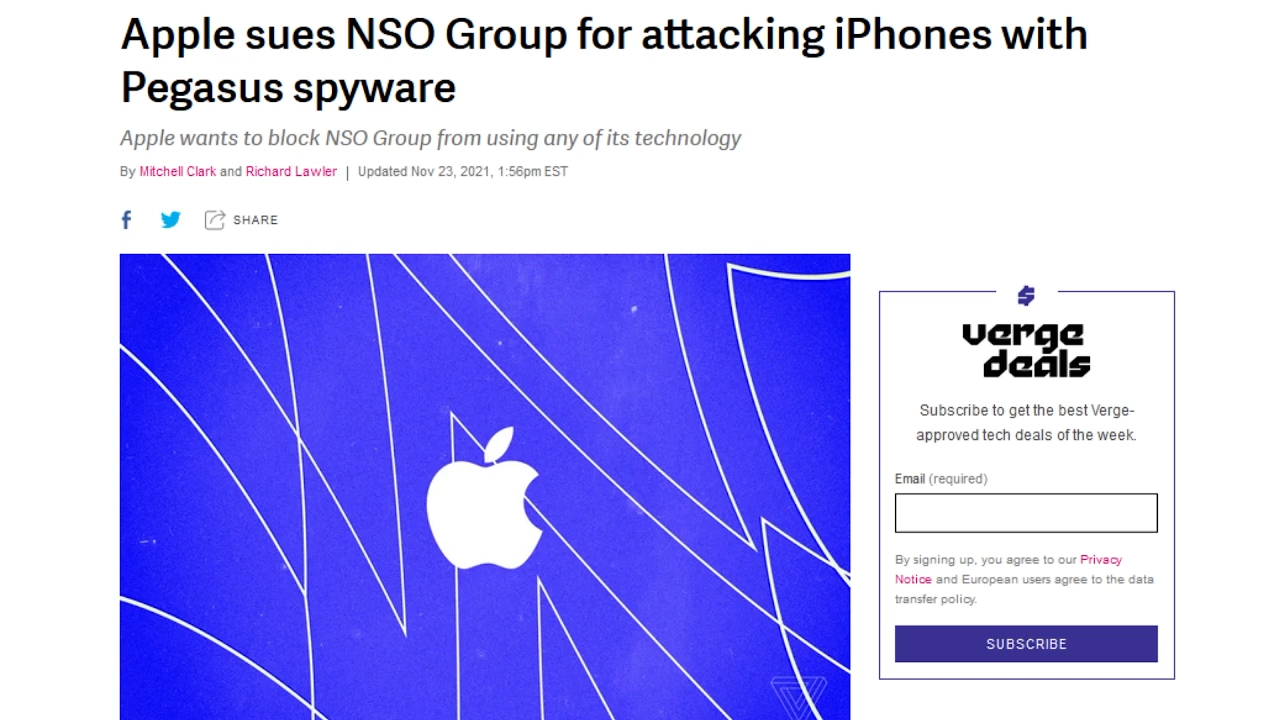 Apple sues NSO Group for attacking iPhones with
Pegasus spyware
Apple wants to block NSO Group from using any of its technology
By Mitchell Clark and Richard Lawler | Updated Nov 23, 2021, 1:56pm EST
f SHARE
$
verge
deals
Subscribe to get the best Verge-
approved tech deals of the week.
Email (required)
By signing up, you agree to our Privacy
Notice and European users agree to the data
transfer policy.
SUBSCRIBE